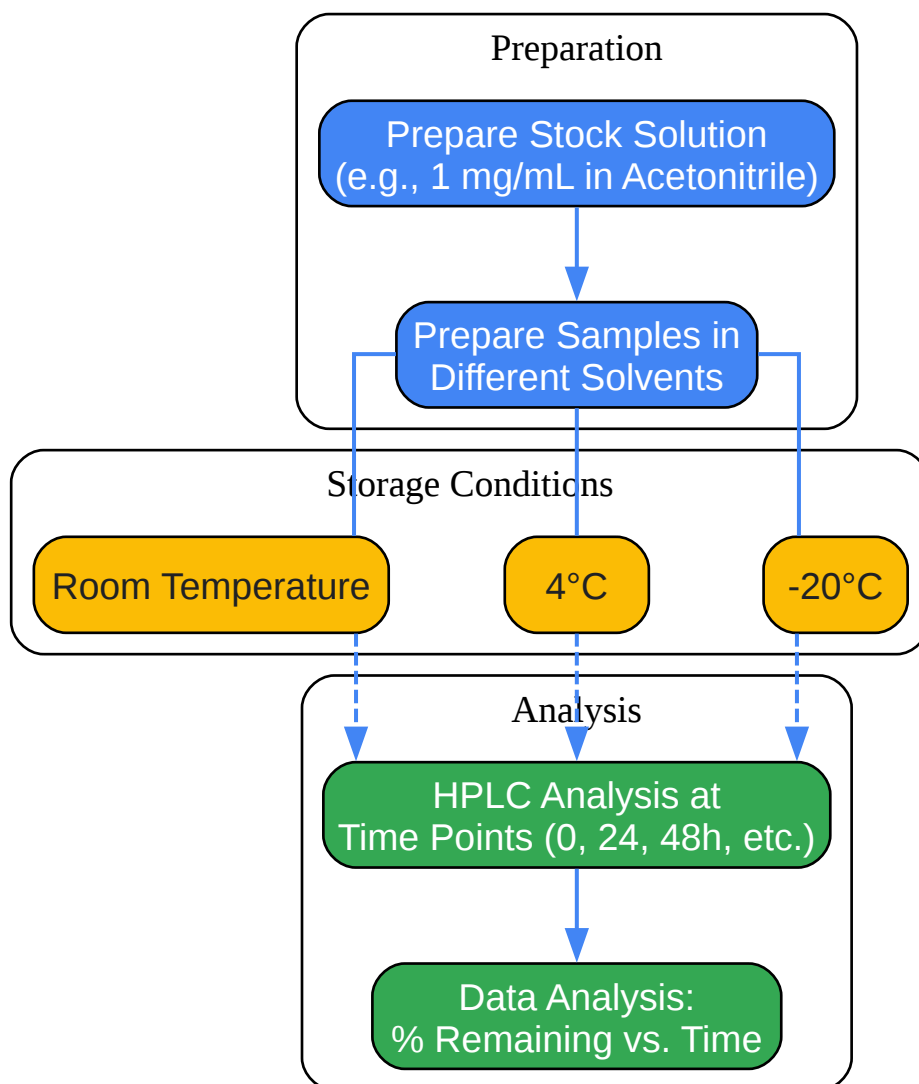 Preparation
Prepare Stock Solution
(e.g., 1 mg/mL in Acetonitrile)
Prepare Samples in
Different Solvents
Storage Conditions
Room Temperature
4°C
-20°C
Analysis
HPLC Analysis at
Time Points (0, 24, 48h, etc.)
Data Analysis:
% Remaining vs. Time